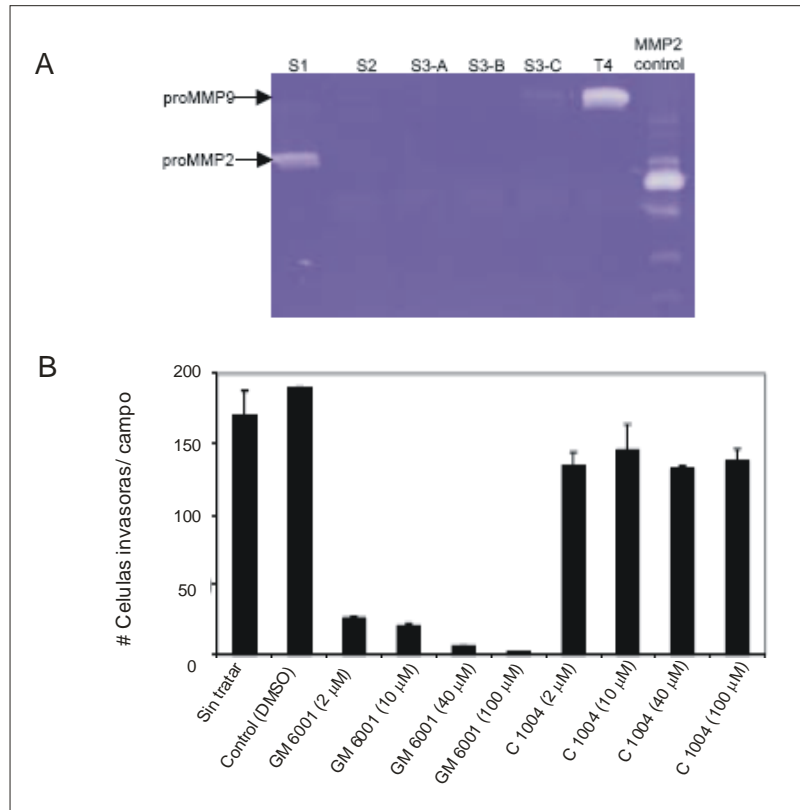 A
S1 S2 S3-A S3-B S3-C T4 MMP2 control
proMMP9
proMMP2
B
# Celulas invasoras/ campo
200
150
100
50
0
Sin tratar
Control (DMSO)
GM 6001 (2 µM)
GM 6001 (10 µM)
GM 6001 (40 µM)
GM 6001 (100 µM)
C 1004 (2 µM)
C 1004 (10 µM)
C 1004 (40 µM)
C 1004 (100 µM)